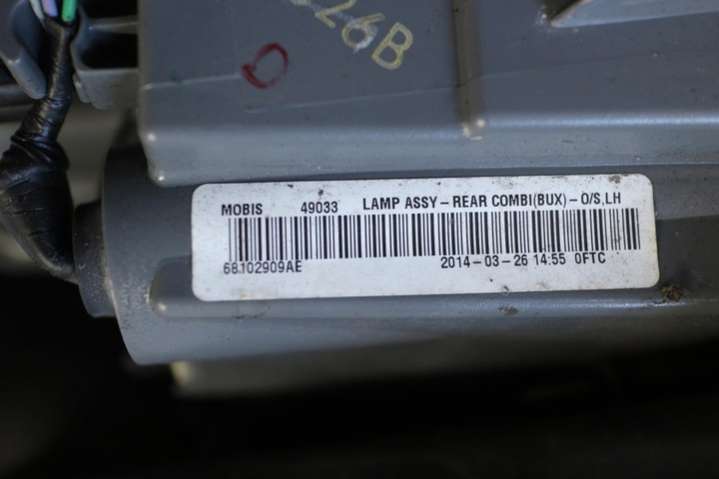 26B
MOBIS 49033 LAMP ASSY-REAR COMBI(BUX)-O/S,LH
68102909AE 2014-03-26 14:55 0FTC